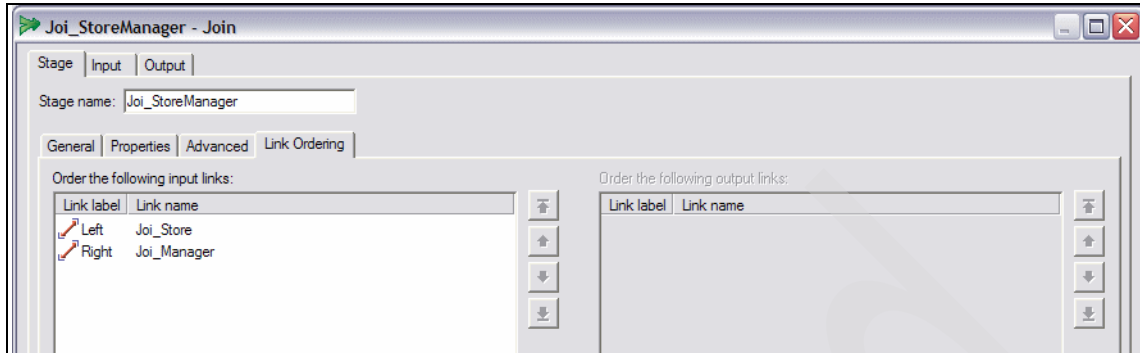 Joi_StoreManager - Join
Stage Input Output
Stage name: Joi_StoreManager
General Properties Advanced Link Ordering
Order the following input links:
Link label Link name
Left Joi_Store
Right Joi_Manager
Order the following output links:
Link label Link name